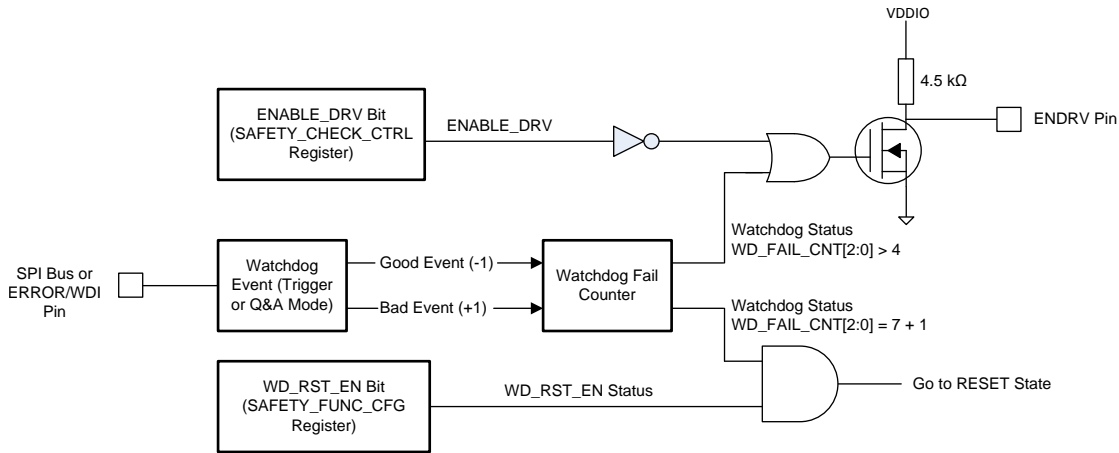 VDDIO
4.5 kΩ
ENDRV Pin
ENABLE_DRV Bit
(SAFETY_CHECK_CTRL
Register)
ENABLE_DRV
Watchdog Status
WD_FAIL_CNT[2:0] > 4
SPI Bus or
ERROR/WDI
Pin
Watchdog
Event (Trigger
or Q&A Mode)
Good Event (-1)
Bad Event (+1)
Watchdog Fail
Counter
Watchdog Status
WD_FAIL_CNT[2:0] = 7 + 1
WD_RST_EN Bit
(SAFETY_FUNC_CFG
Register)
WD_RST_EN Status
Go to RESET State